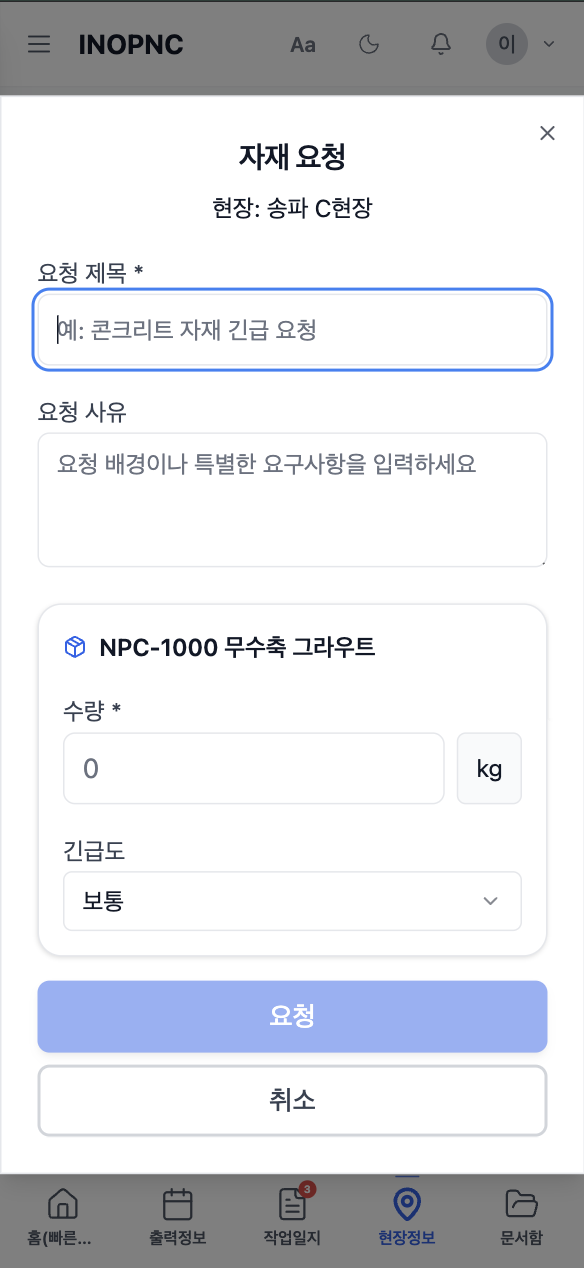 INOPNC
Aa
이
자재 요청
현장: 송파 C현장
요청 제목 *
예: 콘크리트 자재 긴급 요청
요청 사유
요청 배경이나 특별한 요구사항을 입력하세요
NPC-1000 무수축 그라우트
수량 *
0
kg
긴급도
보통
요청
취소
3
홈(빠른...
출력정보
작업일지
현장정보
문서함